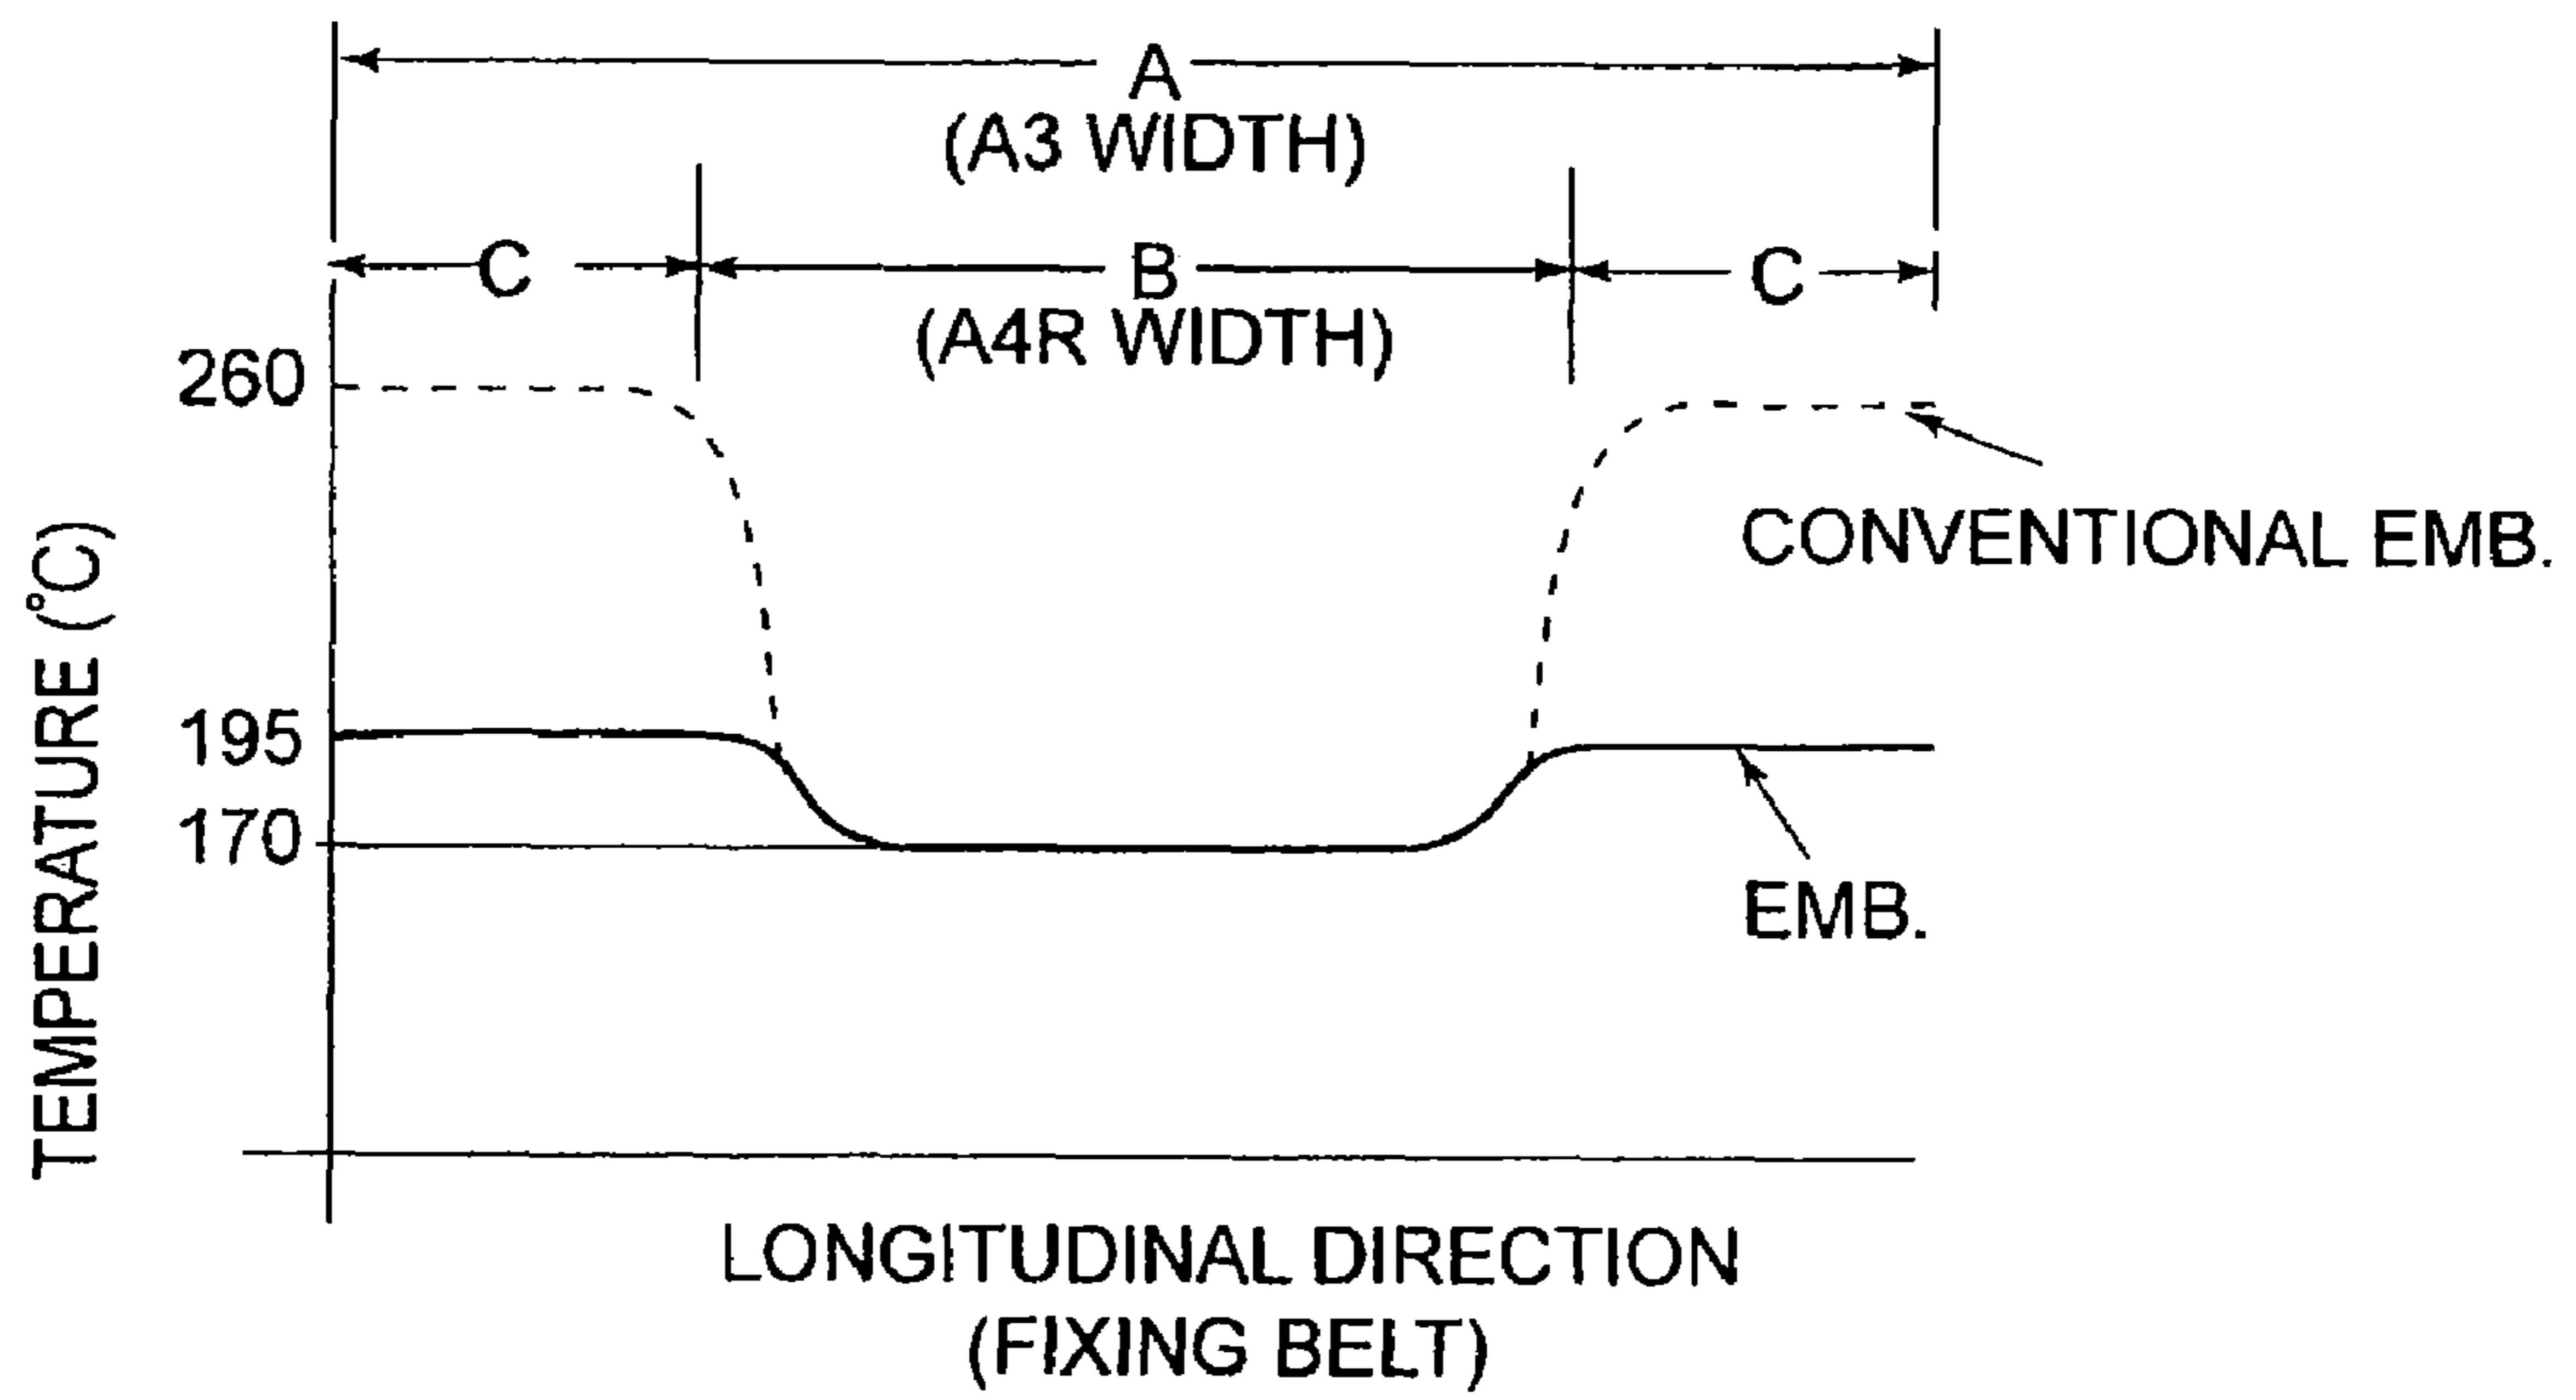 A
(A3 WIDTH)
C
B
C
(A4R WIDTH)
260
CONVENTIONAL EMB.
195
170
EMB.
TEMPERATURE (°C)
LONGITUDINAL DIRECTION
(FIXING BELT)